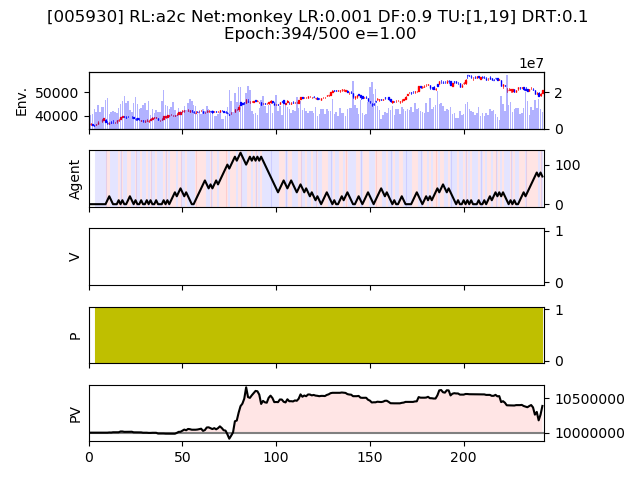 [005930] RL:a2c Net:monkey LR:0.001 DF:0.9 TU:[1,19] DRT:0.1
Epoch:394/500 e=1.00
1e7
Env.
50000
40000
2
0
Agent
100
0
V
1
0
P
1
0
PV
10500000
10000000
0 50 100 150 200